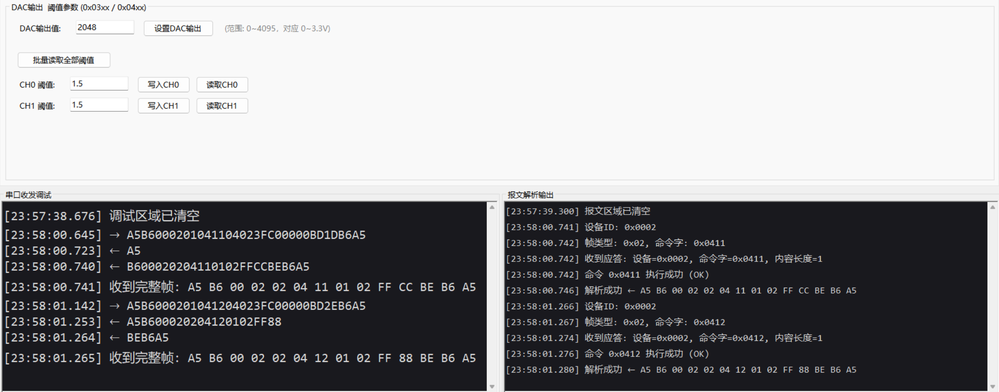 DAC输出 阈值参数 (0x03xx / 0x04xx)
DAC输出值: 2048 设置DAC输出 (范围: 0~4095，对应 0~3.3V)
批量读取全部阈值
CH0 阈值: 1.5 写入CH0 读取CH0
CH1 阈值: 1.5 写入CH1 读取CH1
串口收发调试
[23:57:38.676] 调试区域已清空
[23:58:00.645] → A5B6000201041104023FC00000BD1DB6A5
[23:58:00.723] ← A5
[23:58:00.740] ← B600020204110102FFCCBEB6A5
[23:58:00.741] 收到完整帧: A5 B6 00 02 02 04 11 01 02 FF CC BE B6 A5
[23:58:01.142] → A5B6000201041204023FC00000BD2EB6A5
[23:58:01.253] ← A5B600020204120102FF88
[23:58:01.264] ← BEB6A5
[23:58:01.265] 收到完整帧: A5 B6 00 02 02 04 12 01 02 FF 88 BE B6 A5
报文解析输出
[23:57:39.300] 报文区域已清空
[23:58:00.741] 设备ID: 0x0002
[23:58:00.742] 帧类型: 0x02, 命令字: 0x0411
[23:58:00.742] 收到应答: 设备=0x0002, 命令字=0x0411, 内容长度=1
[23:58:00.742] 命令 0x0411 执行成功 (OK)
[23:58:00.746] 解析成功 ← A5 B6 00 02 02 04 11 01 02 FF CC BE B6 A5
[23:58:01.266] 设备ID: 0x0002
[23:58:01.267] 帧类型: 0x02, 命令字: 0x0412
[23:58:01.274] 收到应答: 设备=0x0002, 命令字=0x0412, 内容长度=1
[23:58:01.276] 命令 0x0412 执行成功 (OK)
[23:58:01.280] 解析成功 ← A5 B6 00 02 02 04 12 01 02 FF 88 BE B6 A5